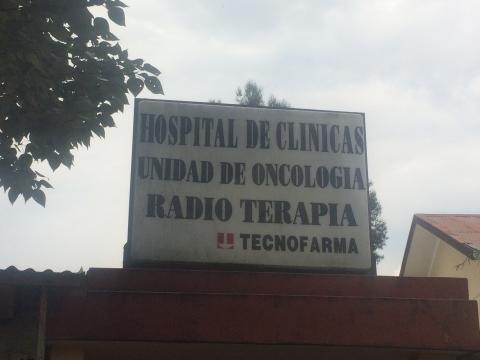 HOSPITAL DE CLINICAS
UNIDAD DE ONCOLOGIA
RADIO TERAPIA
TECNOFARMA